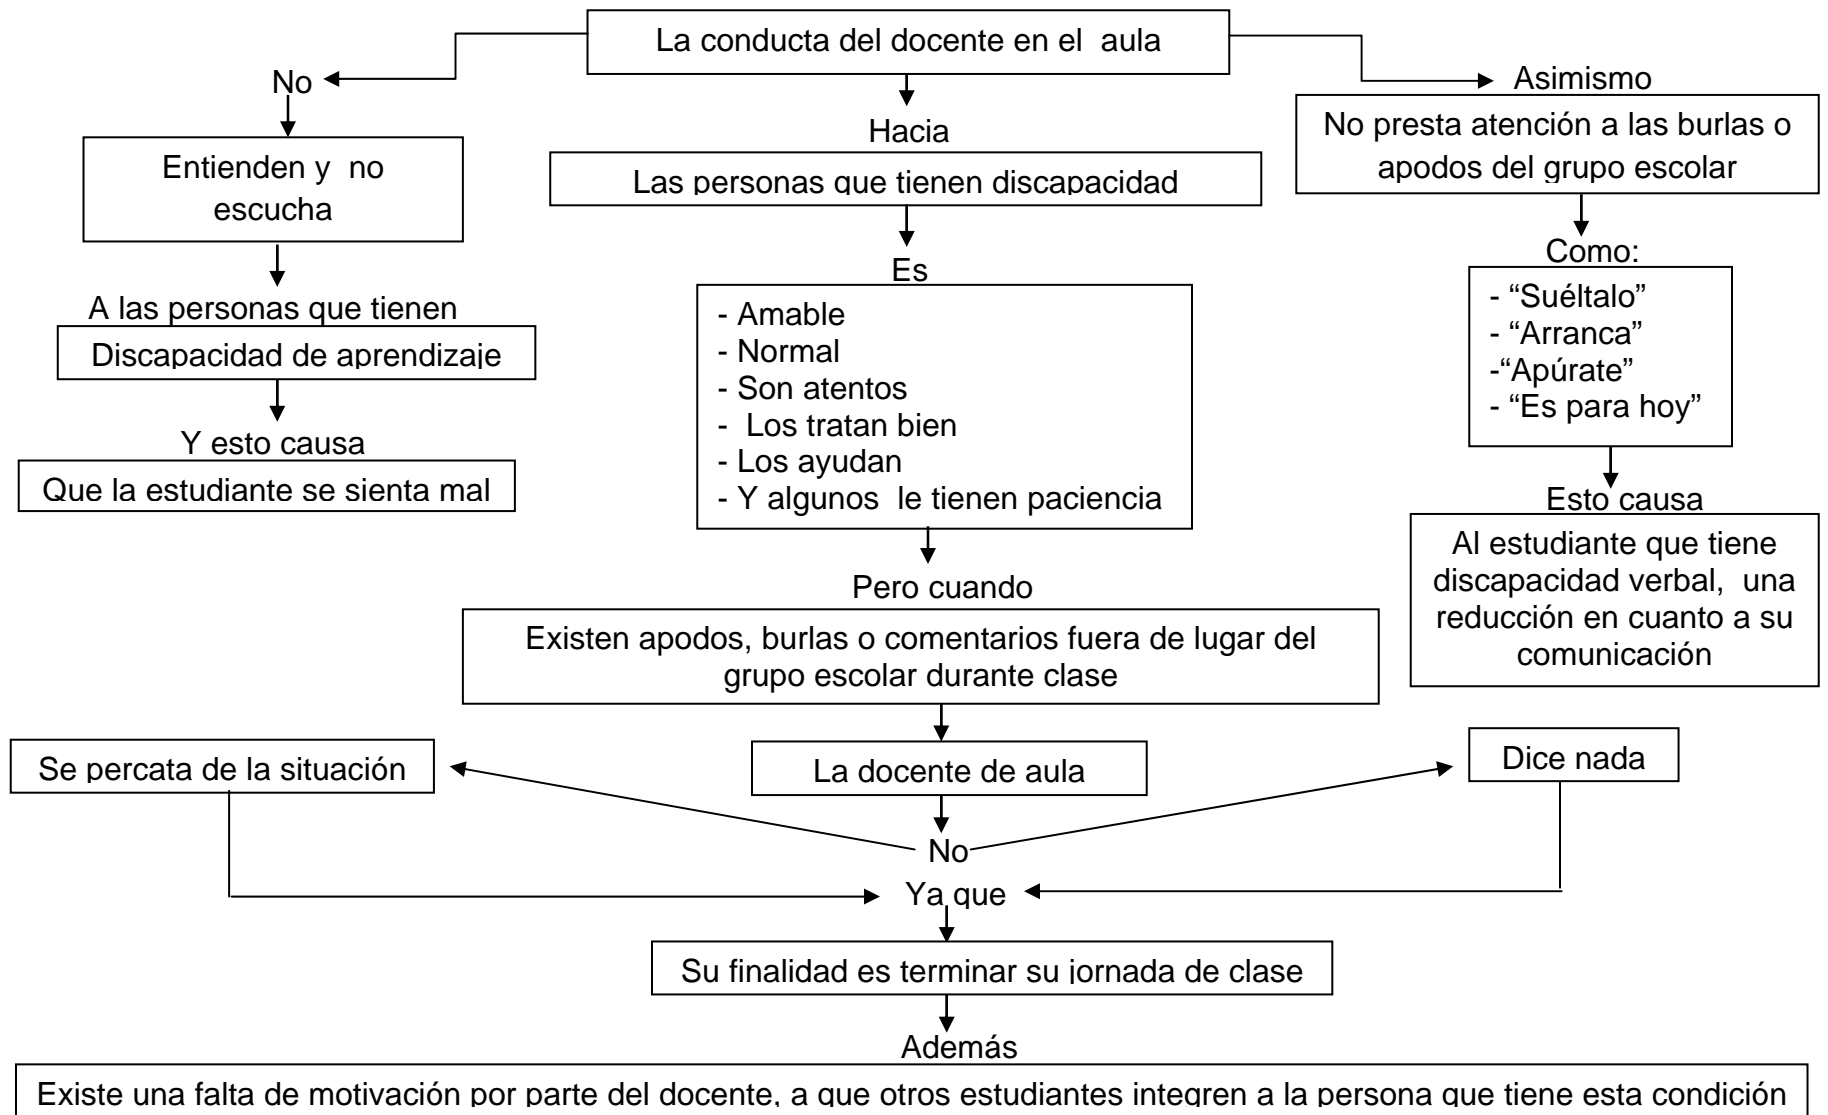 La conducta del docente en el aula
No
Entienden y no
escucha
A las personas que tienen
Discapacidad de aprendizaje
Y esto causa
Que la estudiante se sienta mal
Hacia
Las personas que tienen discapacidad
Es
- Amable
- Normal
- Son atentos
- Los tratan bien
- Los ayudan
- Y algunos le tienen paciencia
Pero cuando
Existen apodos, burlas o comentarios fuera de lugar del
grupo escolar durante clase
La docente de aula
No
Se percata de la situación
Dice nada
Ya que
Su finalidad es terminar su jornada de clase
Además
Existe una falta de motivación por parte del docente, a que otros estudiantes integren a la persona que tiene esta condición
Asimismo
No presta atención a las burlas o
apodos del grupo escolar
Como:
- “Suéltalo”
- “Arranca”
-“Apúrate”
- “Es para hoy”
Esto causa
Al estudiante que tiene
discapacidad verbal, una
reducción en cuanto a su
comunicación